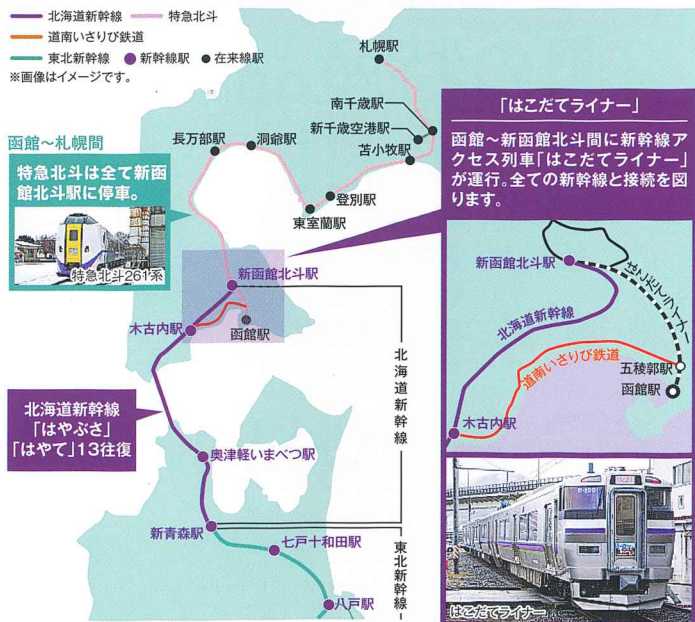 北海道新幹線 特急北斗
道南いさりび鉄道
東北新幹線 新幹線駅 在来線駅
※画像はイメージです。
函館〜札幌間
特急北斗は全て新函
館北斗駅に停車。
特急北斗261系
札幌駅
南千歳駅
新千歳空港駅
苫小牧駅
長万部駅
洞爺駅
登別駅
東室蘭駅
新函館北斗駅
木古内駅
函館駅
北海道新幹線
「はやぶさ」
「はやて」13往復
奥津軽いまべつ駅
新青森駅
七戸十和田駅
八戸駅
北海道新幹線
東北新幹線
「はこだてライナー」
函館〜新函館北斗間に新幹線ア
クセス列車「はこだてライナー」
が運行。全ての新幹線と接続を図
ります。
新函館北斗駅
はこだてライナー
北海道新幹線
道南いさりび鉄道
五稜郭駅
函館駅
木古内駅
はこだてライナー